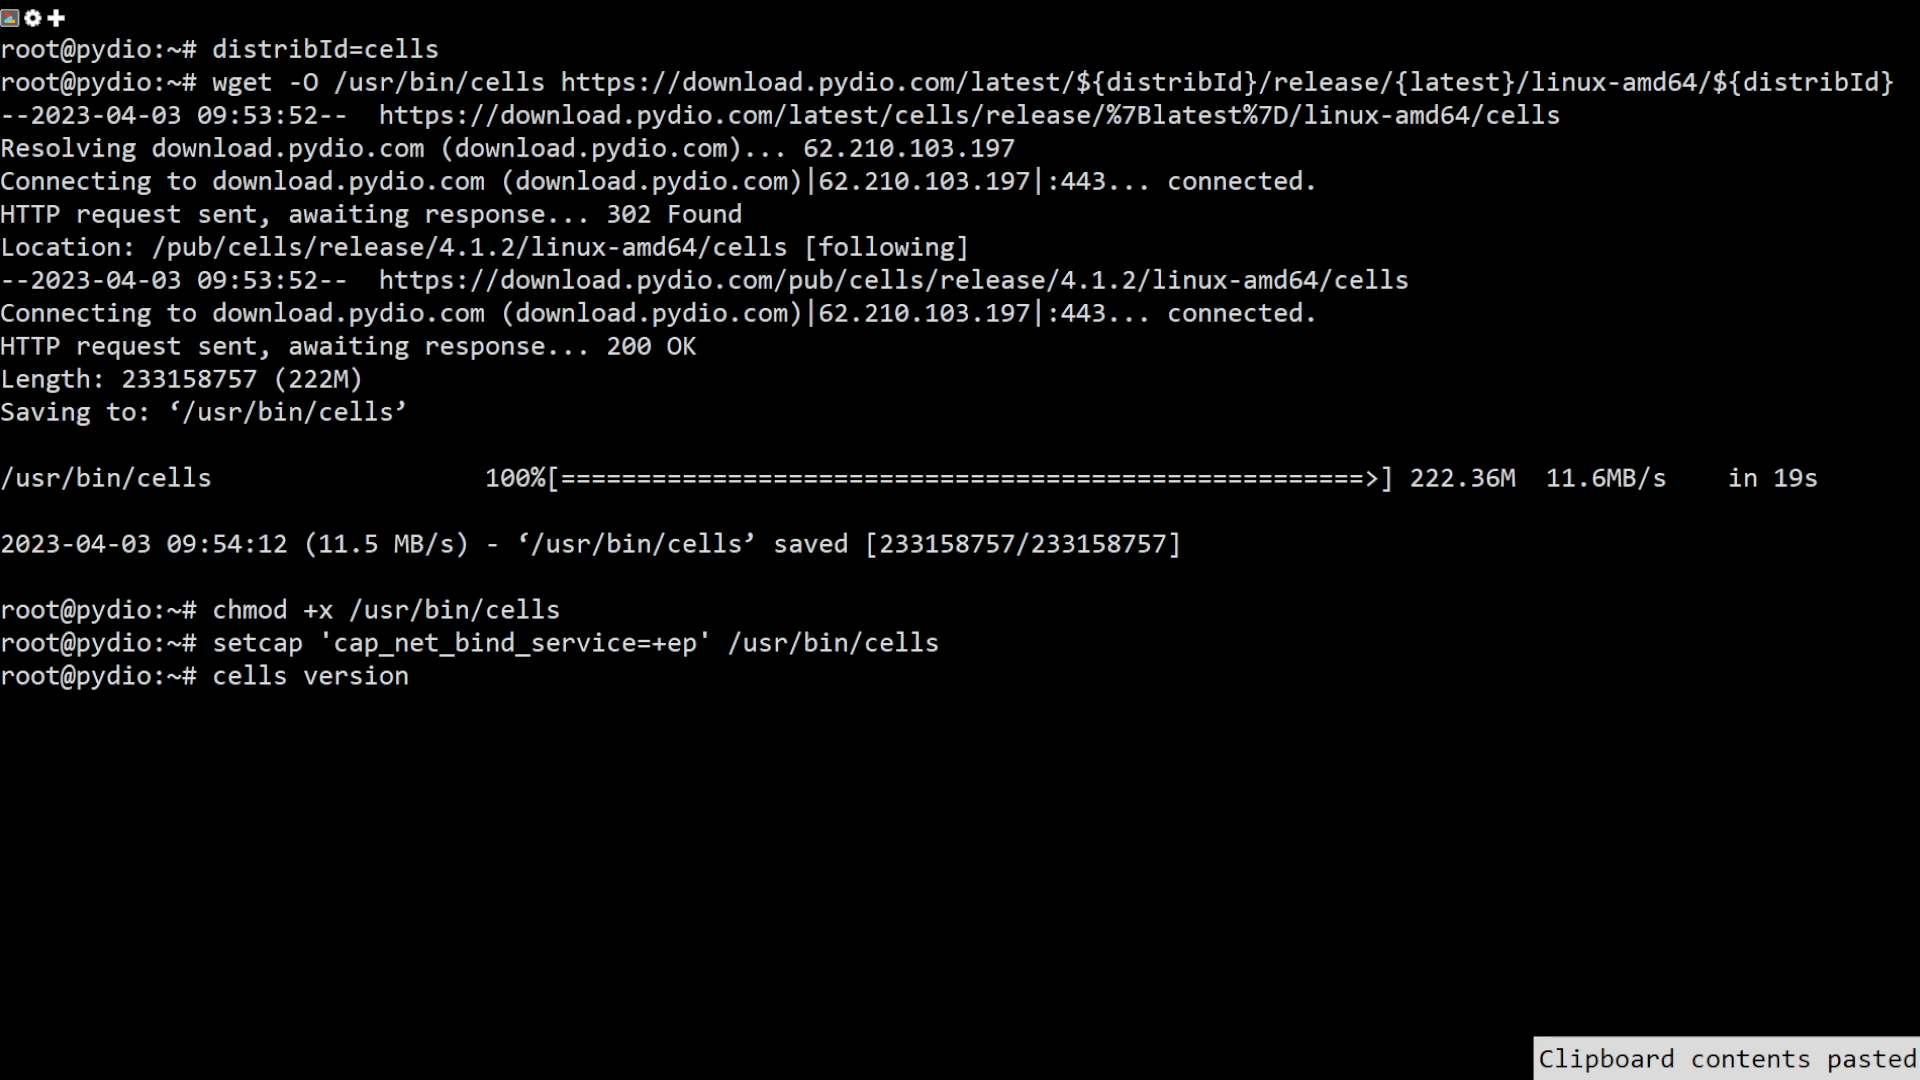 root@pydio:~# distribId=cells
root@pydio:~# wget -O /usr/bin/cells https://download.pydio.com/latest/${distribId}/release/{latest}/linux-amd64/${distribId}
--2023-04-03 09:53:52--  https://download.pydio.com/latest/cells/release/%7Blatest%7D/linux-amd64/cells
Resolving download.pydio.com (download.pydio.com)... 62.210.103.197
Connecting to download.pydio.com (download.pydio.com)|62.210.103.197|:443... connected.
HTTP request sent, awaiting response... 302 Found
Location: /pub/cells/release/4.1.2/linux-amd64/cells [following]
--2023-04-03 09:53:52--  https://download.pydio.com/pub/cells/release/4.1.2/linux-amd64/cells
Connecting to download.pydio.com (download.pydio.com)|62.210.103.197|:443... connected.
HTTP request sent, awaiting response... 200 OK
Length: 233158757 (222M)
Saving to: ‘/usr/bin/cells’
/usr/bin/cells                  100%[=====================================================>] 222.36M  11.6MB/s    in 19s
2023-04-03 09:54:12 (11.5 MB/s) - ‘/usr/bin/cells’ saved [233158757/233158757]
root@pydio:~# chmod +x /usr/bin/cells
root@pydio:~# setcap 'cap_net_bind_service=+ep' /usr/bin/cells
root@pydio:~# cells version
Clipboard contents pasted